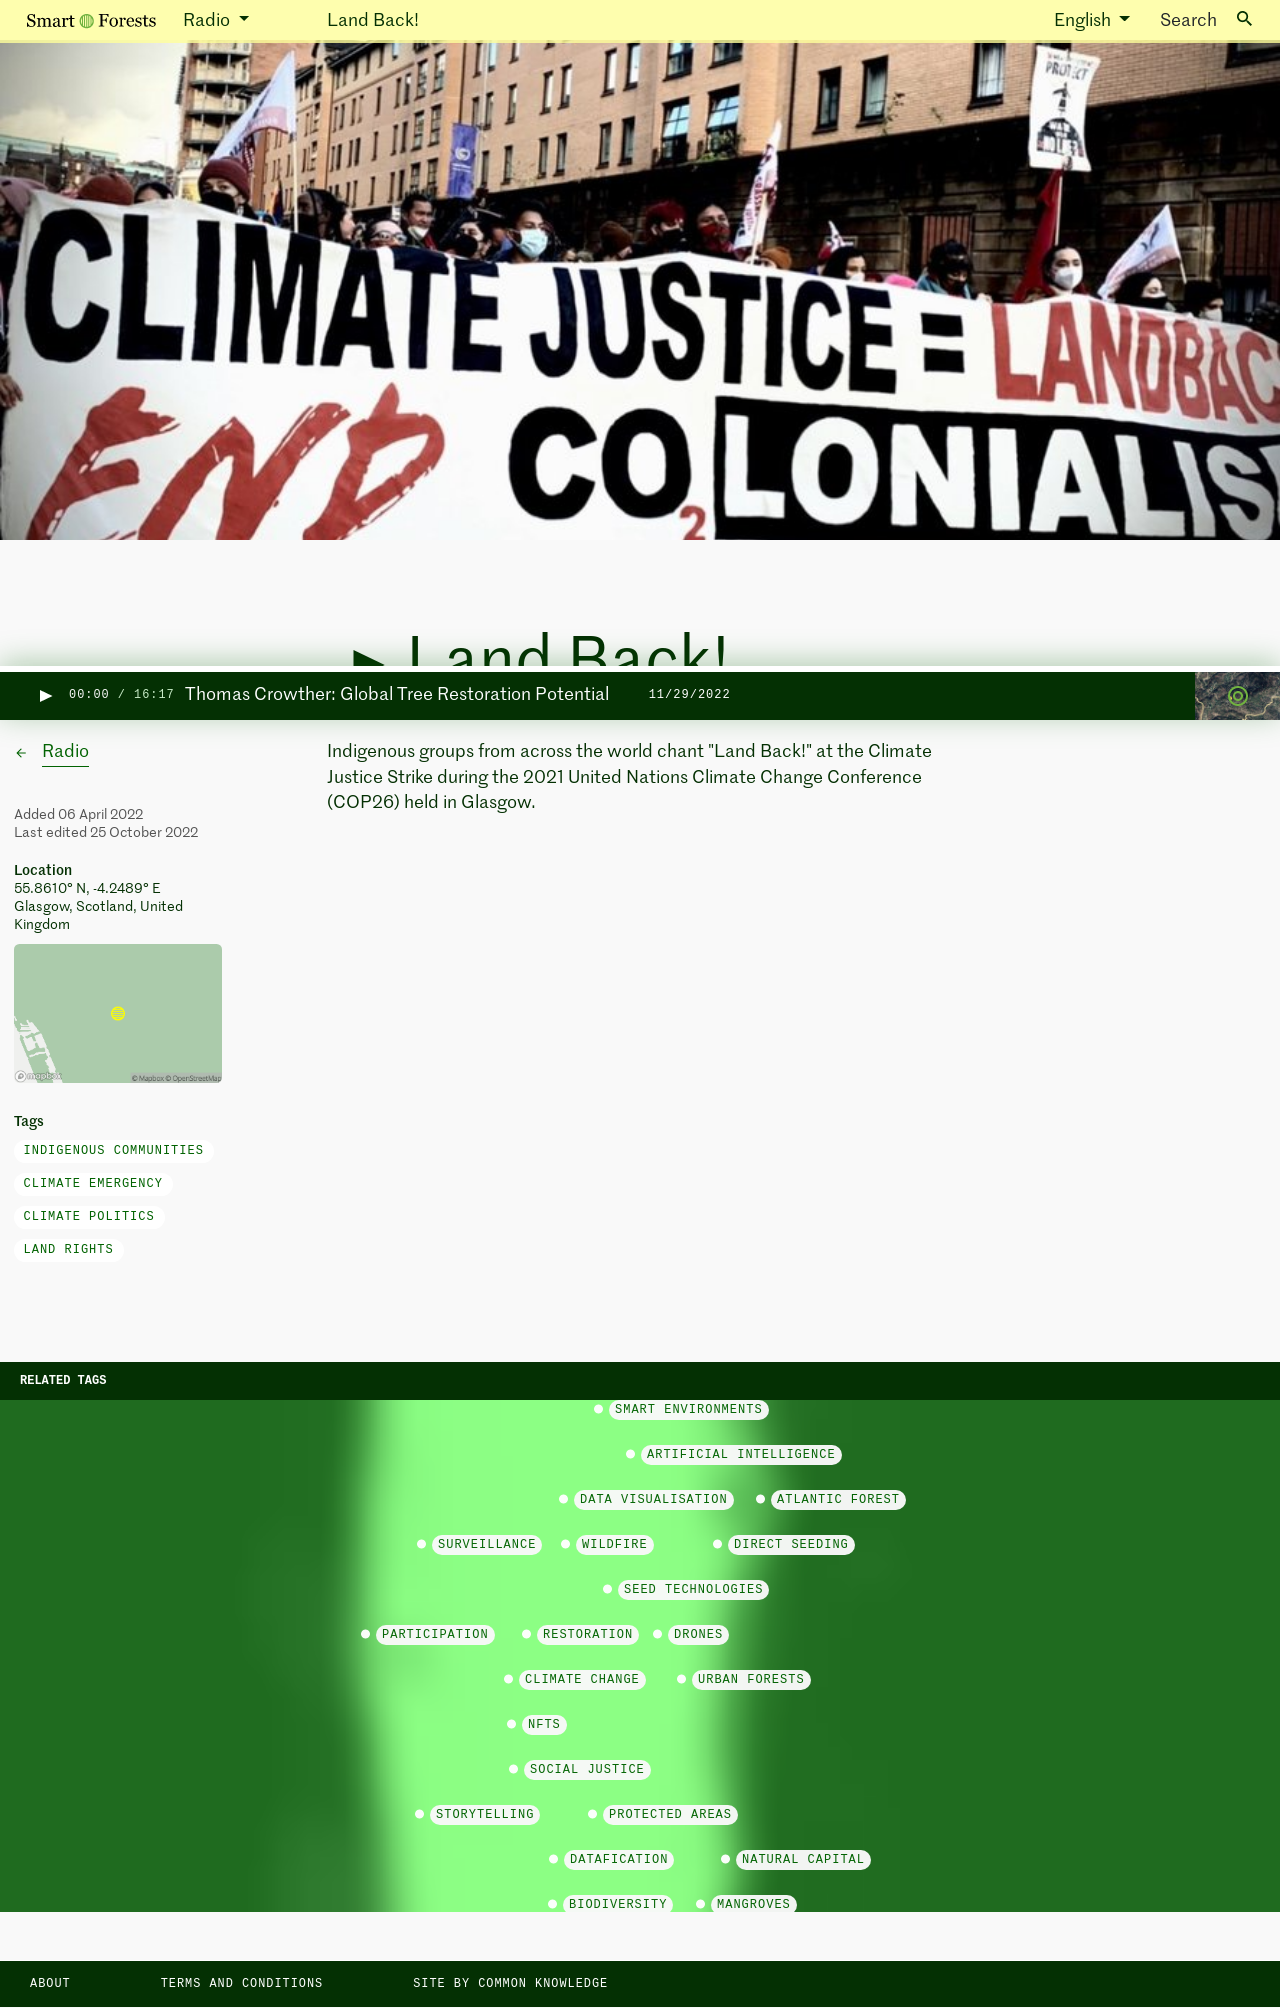 Smart Forests Radio Land Back! English Search
PROTECT
CLIMATE JUSTICE = LANDBAC
END COLONIALIS
2
▶ Land Back!
▶ 00:00 / 16:17 Thomas Crowther: Global Tree Restoration Potential 11/29/2022
← Radio
Indigenous groups from across the world chant "Land Back!" at the Climate
Justice Strike during the 2021 United Nations Climate Change Conference
(COP26) held in Glasgow.
Added 06 April 2022
Last edited 25 October 2022
Location
55.8610° N, -4.2489° E
Glasgow, Scotland, United
Kingdom
mapbox © Mapbox © OpenStreetMap
Tags
INDIGENOUS COMMUNITIES
CLIMATE EMERGENCY
CLIMATE POLITICS
LAND RIGHTS
RELATED TAGS
SMART ENVIRONMENTS
ARTIFICIAL INTELLIGENCE
DATA VISUALISATION ATLANTIC FOREST
SURVEILLANCE WILDFIRE DIRECT SEEDING
SEED TECHNOLOGIES
PARTICIPATION RESTORATION DRONES
CLIMATE CHANGE URBAN FORESTS
NFTS
SOCIAL JUSTICE
STORYTELLING PROTECTED AREAS
DATAFICATION NATURAL CAPITAL
BIODIVERSITY MANGROVES
ABOUT TERMS AND CONDITIONS SITE BY COMMON KNOWLEDGE